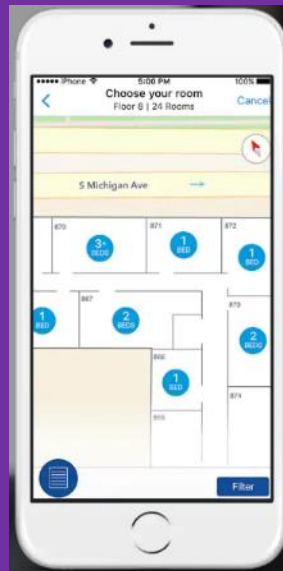 iPhone 5:00 PM 100%
Choose your room
Cancel
Floor 8 | 24 Rooms
S Michigan Ave
870
3+
BEDS
871
1
BED
872
1
BED
1
BED
867
2
BEDS
873
2
BEDS
866
1
BED
874
Filter